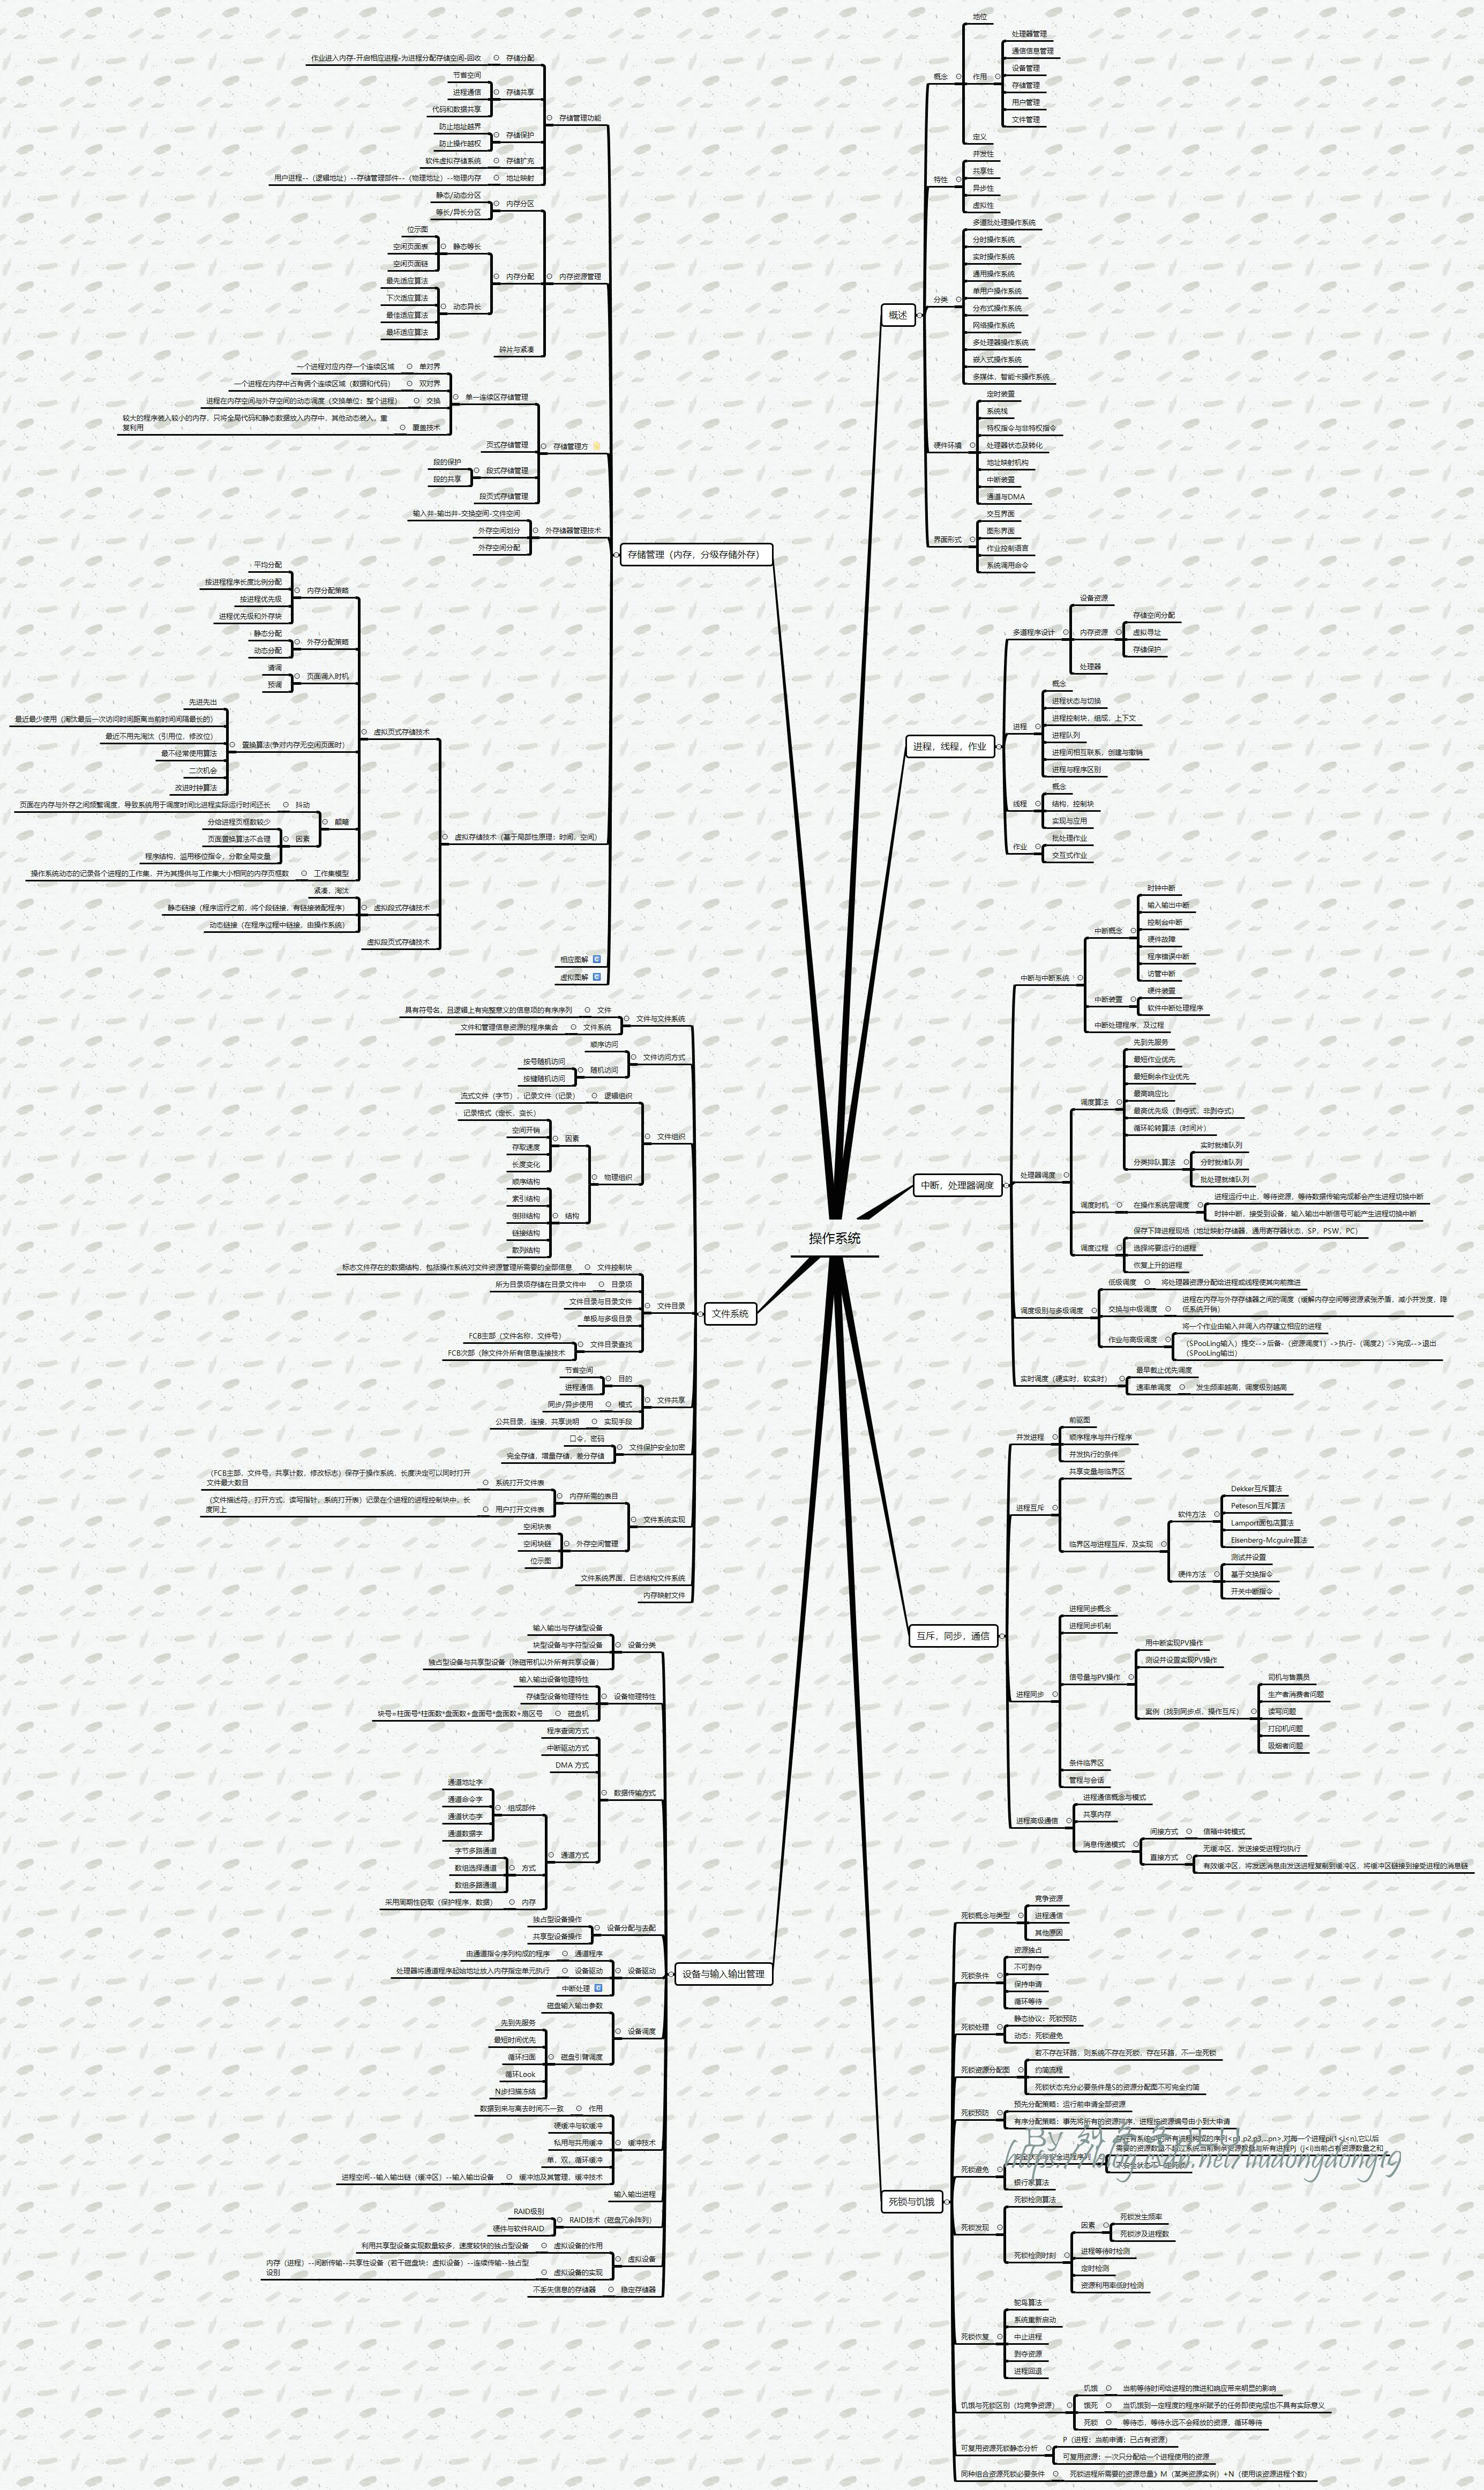 操作系统
概述
概念
地位
作用
处理器管理
通信信息管理
设备管理
存储管理
用户管理
文件管理
定义
特性
并发性
共享性
异步性
虚拟性
分类
多道批处理操作系统
分时操作系统
实时操作系统
通用操作系统
单用户操作系统
分布式操作系统
网络操作系统
多处理器操作系统
嵌入式操作系统
多媒体，智能卡操作系统
硬件环境
定时装置
系统栈
特权指令与非特权指令
处理器状态及转化
地址映射机构
中断装置
通道与DMA
界面形式
交互界面
图形界面
作业控制语言
系统调用命令
进程，线程，作业
多道程序设计
设备资源
内存资源
存储空间分配
虚拟寻址
存储保护
处理器
进程
概念
进程状态与切换
进程控制块，组成，上下文
进程队列
进程间相互联系，创建与撤销
进程与程序区别
线程
概念
结构，控制块
实现与应用
作业
批处理作业
交互式作业
中断，处理器调度
中断与中断系统
中断概念
时钟中断
输入输出中断
控制台中断
硬件故障
程序错误中断
访管中断
中断装置
硬件装置
软件中断处理程序
中断处理程序，及过程
处理器调度
调度算法
先到先服务
最短作业优先
最短剩余作业优先
最高响应比
最高优先级（剥夺式，非剥夺式）
循环轮转算法（时间片）
分类排队算法
实时就绪队列
分时就绪队列
批处理就绪队列
调度时机
在操作系统层调度
进程运行中止，等待资源，等待数据传输完成都会产生进程切换中断
时钟中断，接受到设备，输入输出中断信号可能产生进程切换中断
调度过程
保存下降进程现场（地址映射存储器，通用寄存器状态，SP，PSW，PC）
选择将要运行的进程
恢复上升的进程
调度级别与多级调度
低级调度
将处理器资源分配给进程或线程使其向前推进
交换与中级调度
进程在内存与外存存储器之间的调度（缓解内存空间等资源紧张矛盾，减小并发度，降
低系统开销）
作业与高级调度
将一个作业由输入井调入内存建立相应的进程
（SPooLing输入）提交-->后备-（资源调度1）->执行-（调度2）->完成-->退出
（SPooLing输出）
实时调度（硬实时，软实时）
最早截止优先调度
速率单调度
发生频率越高，调度级别越高
互斥，同步，通信
并发进程
前驱图
顺序程序与并行程序
并发执行的条件
进程互斥
共享变量与临界区
临界区与进程互斥，及实现
软件方法
Dekker互斥算法
Peteson互斥算法
Lamport面包店算法
Eisenberg-Mcguire算法
硬件方法
测试并设置
基于交换指令
开关中断指令
进程同步
进程同步概念
进程同步机制
信号量与PV操作
用中断实现PV操作
测设并设置实现PV操作
案例（找到同步点，操作互斥）
司机与售票员
生产者消费者问题
读写问题
打印机问题
吸烟者问题
条件临界区
管程与会话
进程高级通信
进程通信概念与模式
共享内存
消息传递模式
间接方式
信箱中转模式
直接方式
无缓冲区，发送接受进程均执行
有效缓冲区，将发送消息由发送进程复制到缓冲区，将缓冲区链接到接受进程的消息链
死锁与饥饿
死锁概念与类型
竞争资源
进程通信
其他原因
死锁条件
资源独占
不可剥夺
保持申请
循环等待
死锁处理
静态协议：死锁预防
动态：死锁避免
死锁资源分配图
若不存在环路，则系统不存在死锁，存在环路，不一定死锁
约简流程
死锁状态充分必要条件是S的资源分配图不可完全约简
死锁预防
预先分配策略：运行前申请全部资源
有序分配策略：事先将所有的资源排序，进程按资源编号由小到大申请
死锁避免
安全状态与安全进程序列
需要的资源数量不超过系统当前剩余资源数量与所有进程Pj（j<i)当前占有资源数量之和
银行家算法
死锁发现
死锁检测算法
死锁检测时刻
因素
死锁发生频率
死锁涉及进程数
进程等待时检测
定时检测
资源利用率低时检测
死锁恢复
鸵鸟算法
系统重新启动
中止进程
剥夺资源
进程回退
饥饿与死锁区别（均竞争资源）
饥饿
当前等待时间给进程的推进和响应带来明显的影响
饿死
当饥饿到一定程度的程序所赋予的任务即使完成也不具有实际意义
死锁
等待态，等待永远不会释放的资源，循环等待
可复用资源死锁静态分析
P（进程：当前申请：已占有资源）
可复用资源：一次只分配给一个进程使用的资源
同种组合资源死锁必要条件
死锁进程所需要的资源总量》M（某类资源实例）+N（使用该资源进程个数）
存储管理（内存，分级存储外存）
存储管理功能
存储分配
作业进入内存-开启相应进程-为进程分配存储空间-回收
存储共享
节省空间
进程通信
代码和数据共享
存储保护
防止地址越界
防止操作越权
存储扩充
软件虚拟存储系统
地址映射
用户进程--（逻辑地址）--存储管理部件--（物理地址）--物理内存
内存资源管理
内存分区
静态/动态分区
等长/异长分区
内存分配
静态等长
位示图
空闲页面表
空闲页面链
动态异长
最先适应算法
下次适应算法
最佳适应算法
最坏适应算法
碎片与紧凑
存储管理方
单一连续区存储管理
单对界
一个进程对应内存一个连续区域
双对界
一个进程在内存中占有俩个连续区域（数据和代码）
交换
进程在内存空间与外存空间的动态调度（交换单位：整个进程）
覆盖技术
较大的程序装入较小的内存，只将全局代码和静态数据放入内存中，其他动态装入，重
复利用
页式存储管理
段式存储管理
段的保护
段的共享
段页式存储管理
外存储器管理技术
输入井-输出井-交换空间-文件空间
外存空间划分
外存空间分配
虚拟存储技术（基于局部性原理：时间，空间）
虚拟页式存储技术
内存分配策略
平均分配
按进程程序长度比例分配
按进程优先级
进程优先级和外存块
外存分配策略
静态分配
动态分配
页面调入时机
请调
预调
置换算法(争对内存无空闲页面时）
先进先出
最近最少使用（淘汰最后一次访问时间距离当前时间间隔最长的）
最近不用先淘汰（引用位，修改位）
最不经常使用算法
二次机会
改进时钟算法
颠簸
抖动
页面在内存与外存之间频繁调度，导致系统用于调度时间比进程实际运行时间还长
因素
分给进程页框数较少
页面置换算法不合理
程序结构，滥用移位指令，分散全局变量
工作集模型
操作系统动态的记录各个进程的工作集，并为其提供与工作集大小相同的内存页框数
虚拟段式存储技术
紧凑，淘汰
静态链接（程序运行之前，将个段链接，有链接装配程序）
动态链接（在程序过程中链接，由操作系统）
虚拟段页式存储技术
相应图解
虚拟图解
文件系统
文件与文件系统
文件
具有符号名，且逻辑上有完整意义的信息项的有序序列
文件系统
文件和管理信息资源的程序集合
文件访问方式
顺序访问
随机访问
按号随机访问
按键随机访问
文件组织
逻辑组织
流式文件（字节），记录文件（记录）
物理组织
因素
记录格式（定长，变长）
空间开销
存取速度
长度变化
结构
顺序结构
索引结构
倒排结构
链接结构
散列结构
文件目录
文件控制块
标志文件存在的数据结构，包括操作系统对文件资源管理所需要的全部信息
目录项
所为目录项存储在目录文件中
文件目录与目录文件
单极与多级目录
文件目录查找
FCB主部（文件名称，文件号）
FCB次部（除文件外所有信息连接技术
文件共享
目的
节省空间
进程通信
模式
同步/异步使用
实现手段
公共目录，连接，共享说明
文件保护安全加密
口令，密码
完全存储，增量存储，差分存储
文件系统实现
内存所需的表目
系统打开文件表
（FCB主部，文件号，共享计数，修改标志）保存于操作系统，长度决定可以同时打开
文件最大数目
用户打开文件表
（文件描述符，打开方式，读写指针，系统打开表）记录在个进程的进程控制块中，长
度同上
外存空间管理
空闲块表
空闲块链
位示图
文件系统界面，日志结构文件系统
内存映射文件
设备与输入输出管理
设备分类
输入输出与存储型设备
块型设备与字符型设备
独占型设备与共享型设备（除磁带机以外所有共享设备）
设备物理特性
输入输出设备物理特性
存储型设备物理特性
磁盘机
块号=柱面号*柱面数*盘面数+盘面号*盘面数+扇区号
数据传输方式
程序查询方式
中断驱动方式
DMA 方式
通道方式
组成部件
通道地址字
通道命令字
通道状态字
通道数据字
方式
字节多路通道
数组选择通道
数组多路通道
内存
采用周期性窃取（保护程序，数据）
设备分配与去配
独占型设备操作
共享型设备操作
设备驱动
通道程序
由通道指令序列构成的程序
设备驱动
处理器将通道程序起始地址放入内存指定单元执行
中断处理
设备调度
磁盘输入输出参数
磁盘引臂调度
先到先服务
最短时间优先
循环扫面
循环Look
N步扫描冻结
缓冲技术
作用
数据到来与离去时间不一致
硬缓冲与软缓冲
私用与共用缓冲
单，双，循环缓冲
缓冲池及其管理，缓冲技术
进程空间--输入输出链（缓冲区）--输入输出设备
输入输出进程
RAID技术（磁盘冗余阵列）
RAID级别
硬件与软件RAID
虚拟设备
虚拟设备的作用
利用共享型设备实现数量较多，速度较快的独占型设备
虚拟设备的实现
内存（进程）--间断传输--共享性设备（若干磁盘块：虚拟设备）--连续传输--独占型
设别
稳定存储器
不丢失信息的存储器